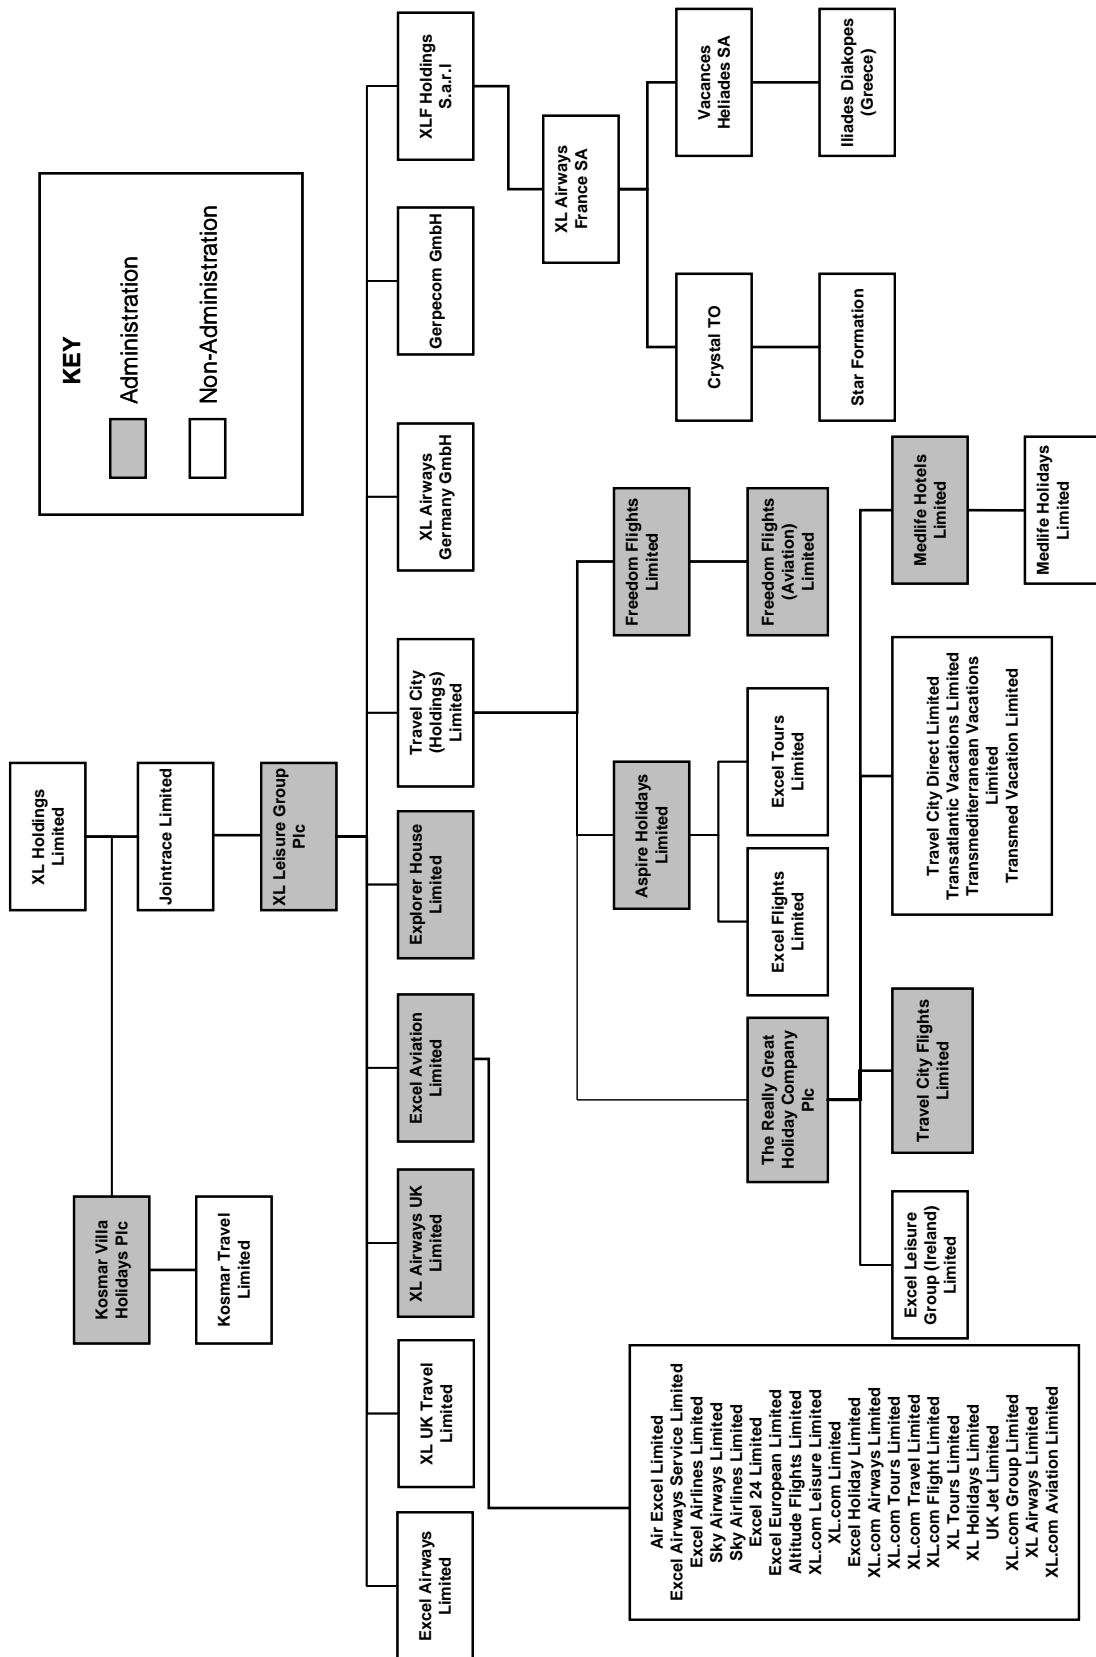 XL Holdings
Limited
Kosmar Villa
Holidays Plc
Kosmar Travel
Limited
Jointrace Limited
XL Leisure Group
Plc
KEY
Administration
Non-Administration
Excel Airways
Limited
XL UK Travel
Limited
XL Airways UK
Limited
Excel Aviation
Limited
Explorer House
Limited
Travel City
(Holdings)
Limited
XL Airways
Germany GmbH
Gerpecom GmbH
XLF Holdings
S.a.r.l
XL Airways
France SA
Crystal TO
Vacances
Heliades SA
Star Formation
Iliades Diakopes
(Greece)
Aspire Holidays
Limited
Freedom Flights
Limited
Excel Flights
Limited
Excel Tours
Limited
Freedom Flights
(Aviation)
Limited
The Really Great
Holiday Company
Plc
Excel Leisure
Group (Ireland)
Limited
Travel City Flights
Limited
Travel City Direct Limited
Transatlantic Vacations Limited
Transmediterranean Vacations
Limited
Transmed Vacation Limited
Medlife Hotels
Limited
Medlife Holidays
Limited
Air Excel Limited
Excel Airways Service Limited
Excel Airlines Limited
Sky Airways Limited
Sky Airlines Limited
Excel 24 Limited
Excel European Limited
Altitude Flights Limited
XL.com Leisure Limited
XL.com Limited
Excel Holiday Limited
XL.com Airways Limited
XL.com Tours Limited
XL.com Travel Limited
XL.com Flight Limited
XL Tours Limited
XL Holidays Limited
UK Jet Limited
XL.com Group Limited
XL Airways Limited
XL.com Aviation Limited